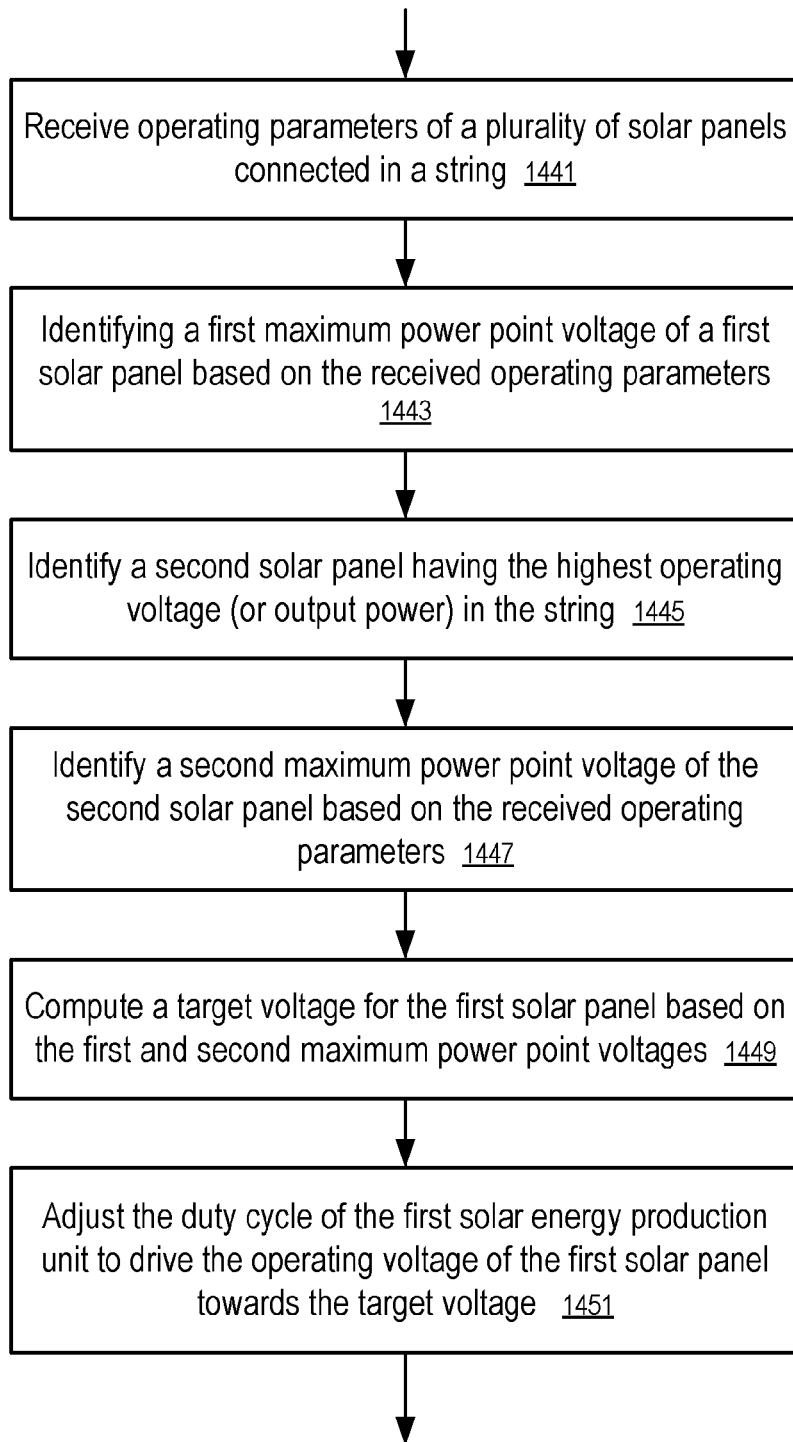 Receive operating parameters of a plurality of solar panels
connected in a string 1441
Identifying a first maximum power point voltage of a first
solar panel based on the received operating parameters
1443
Identify a second solar panel having the highest operating
voltage (or output power) in the string 1445
Identify a second maximum power point voltage of the
second solar panel based on the received operating
parameters 1447
Compute a target voltage for the first solar panel based on
the first and second maximum power point voltages 1449
Adjust the duty cycle of the first solar energy production
unit to drive the operating voltage of the first solar panel
towards the target voltage 1451